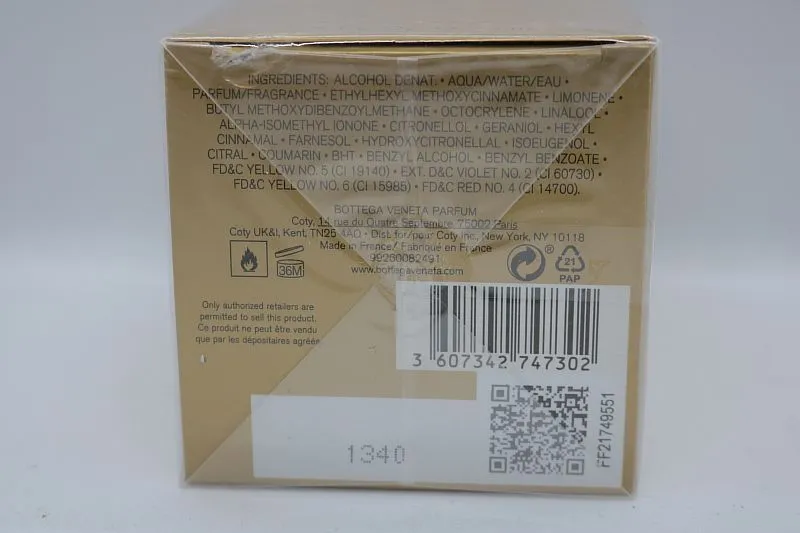 INGREDIENTS: ALCOHOL DENAT. • AQUA/WATER/EAU •
PARFUM/FRAGRANCE • ETHYLHEXYL METHOXYCINNAMATE • LIMONENE •
BUTYL METHOXYDIBENZOYLMETHANE • OCTOCRYLENE • LINALOOL •
ALPHA-ISOMETHYL IONONE • CITRONELLOL • GERANIOL • HEXYL
CINNAMAL • FARNESOL • HYDROXYCITRONELLAL • ISOEUGENOL •
CITRAL • COUMARIN • BHT • BENZYL ALCOHOL • BENZYL BENZOATE •
FD&C YELLOW NO. 5 (CI 19140) • EXT. D&C VIOLET NO. 2 (CI 60730) •
FD&C YELLOW NO. 6 (CI 15985) • FD&C RED NO. 4 (CI 14700).
BOTTEGA VENETA PARFUM
Coty, 14 rue du Quatre Septembre 75002 Paris
Coty UK&I, Kent, TN25 4AQ • Dist for/pour Coty Inc., New York, NY 10118
Made in France/ Fabriqué en France
99260082491
www.bottegaveneta.com
36M
®
21
PAP
Only authorized retailers are
permitted to sell this product.
Ce produit ne peut être vendu
que par les dépositaires agréés
3 607342 747302
1340
FF21749551